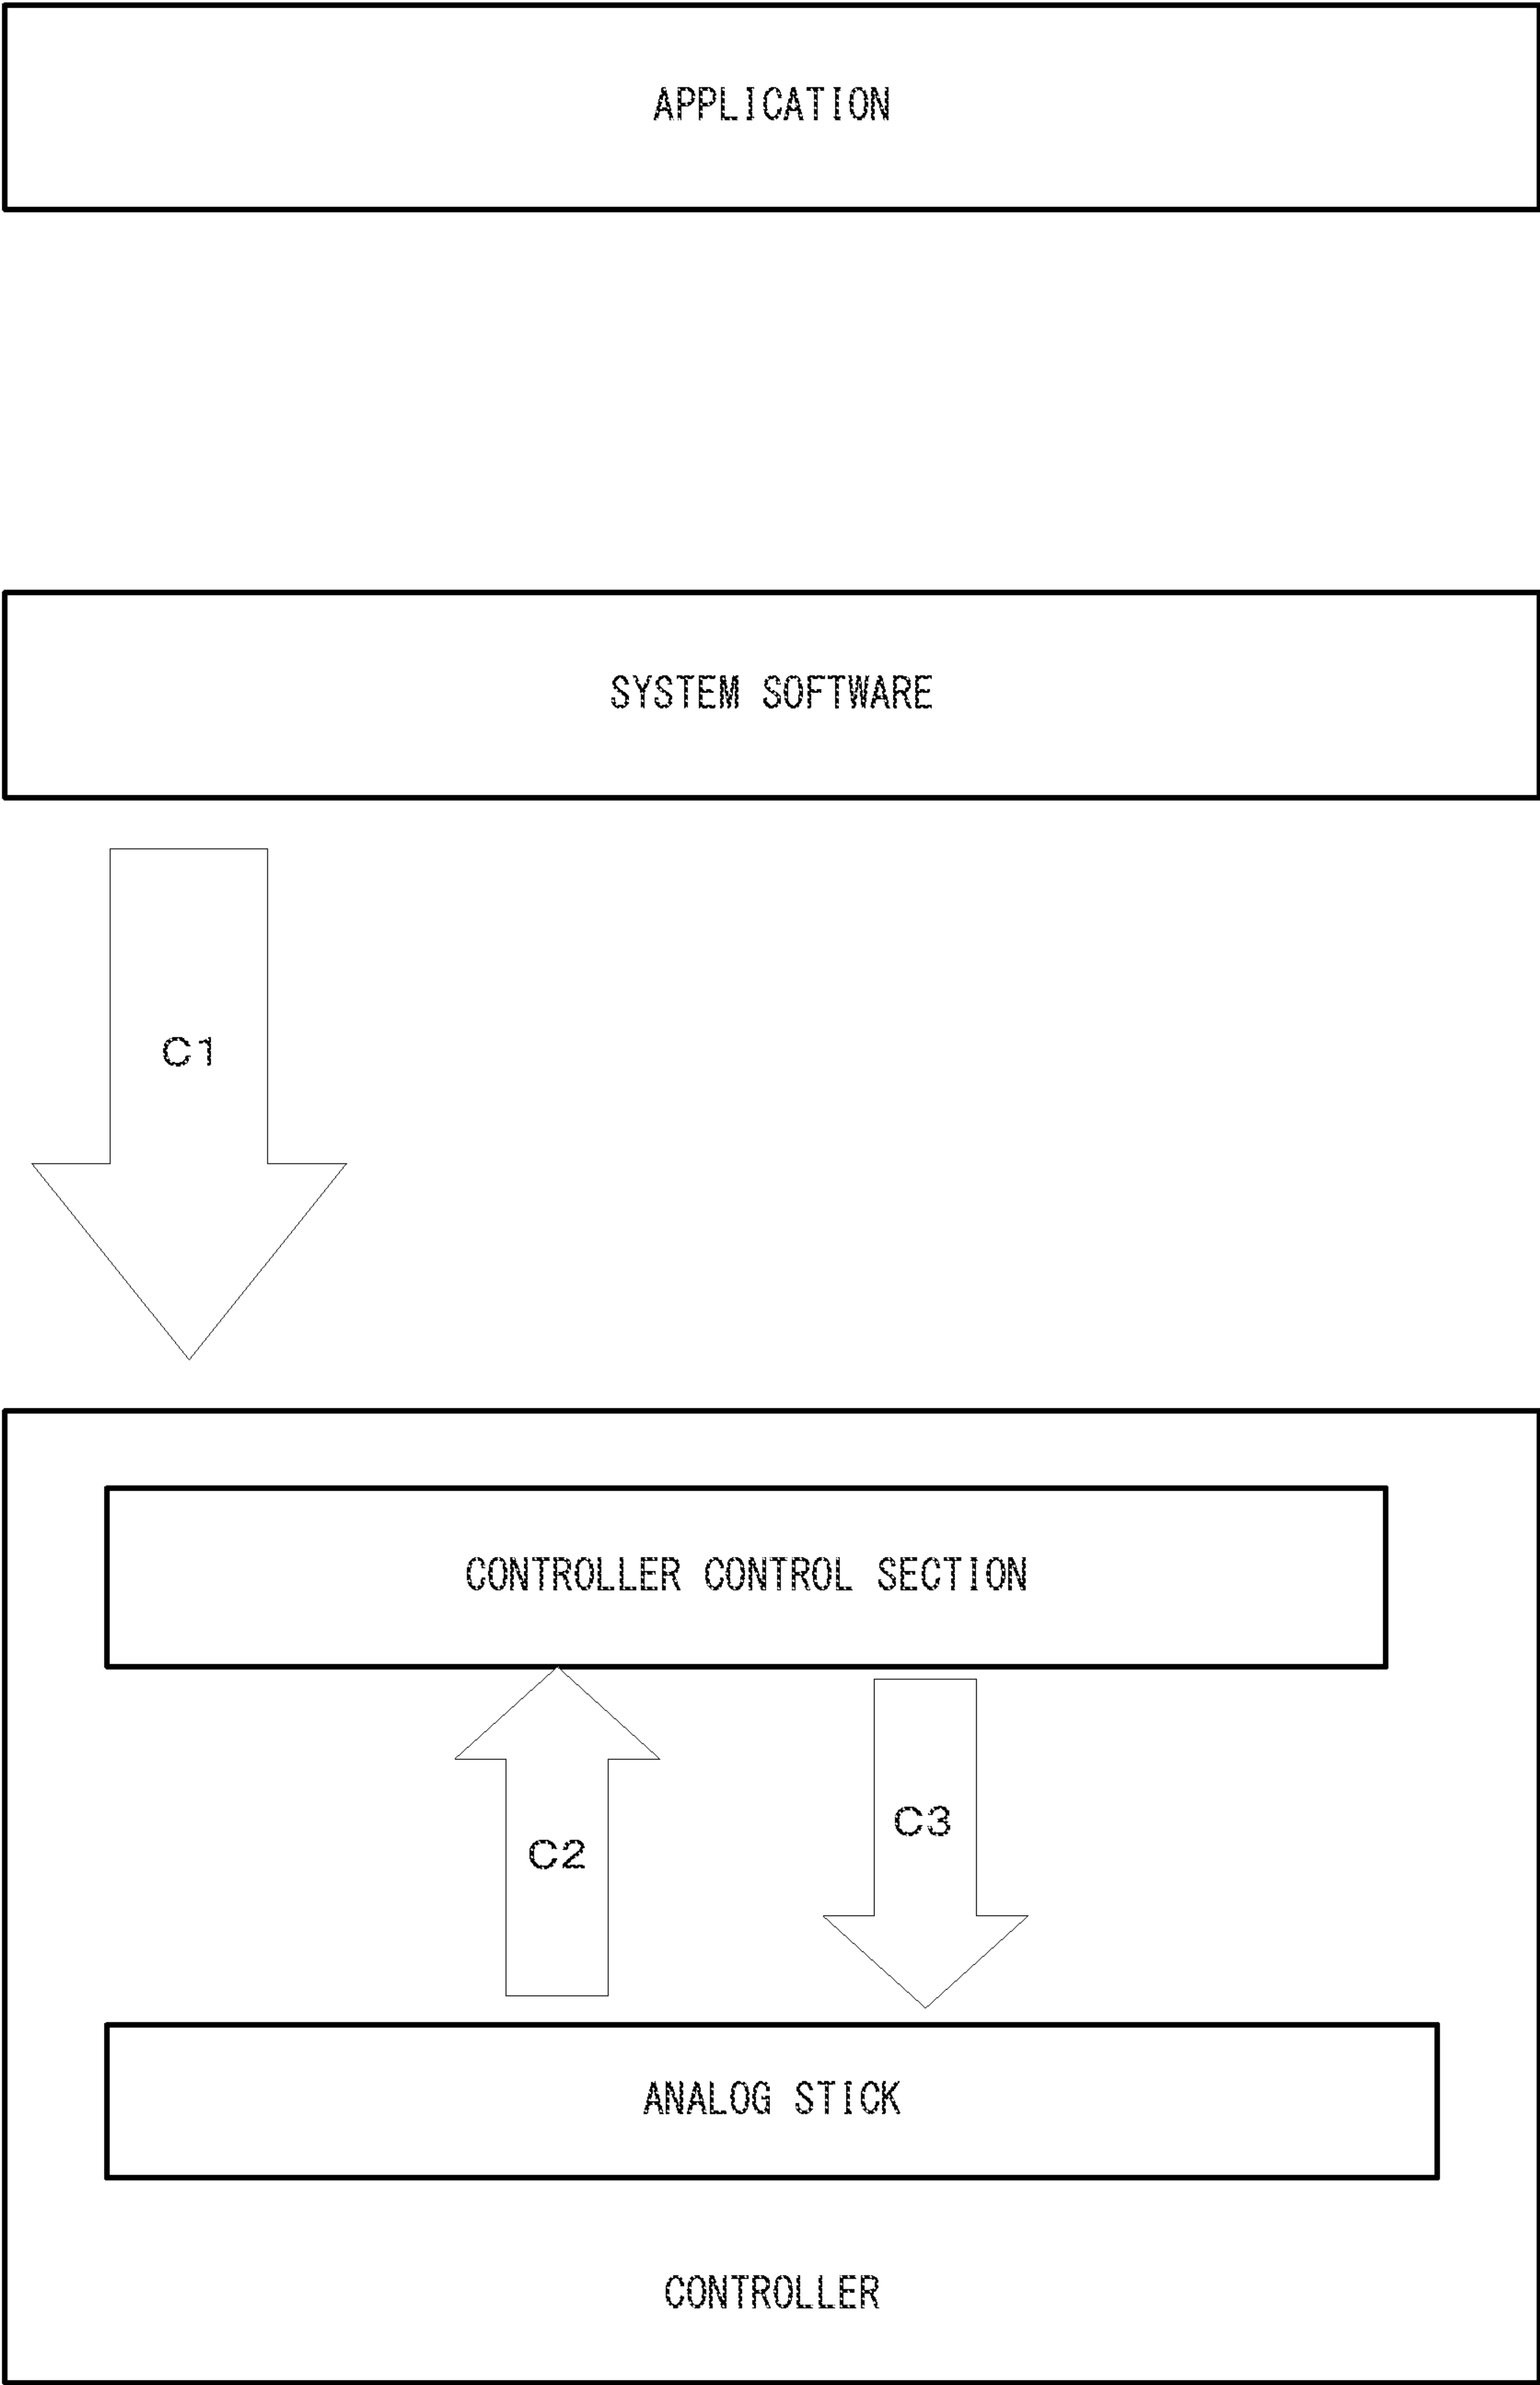 APPLICATION
SYSTEM SOFTWARE
C1
CONTROLLER CONTROL SECTION
C2
C3
ANALOG STICK
CONTROLLER